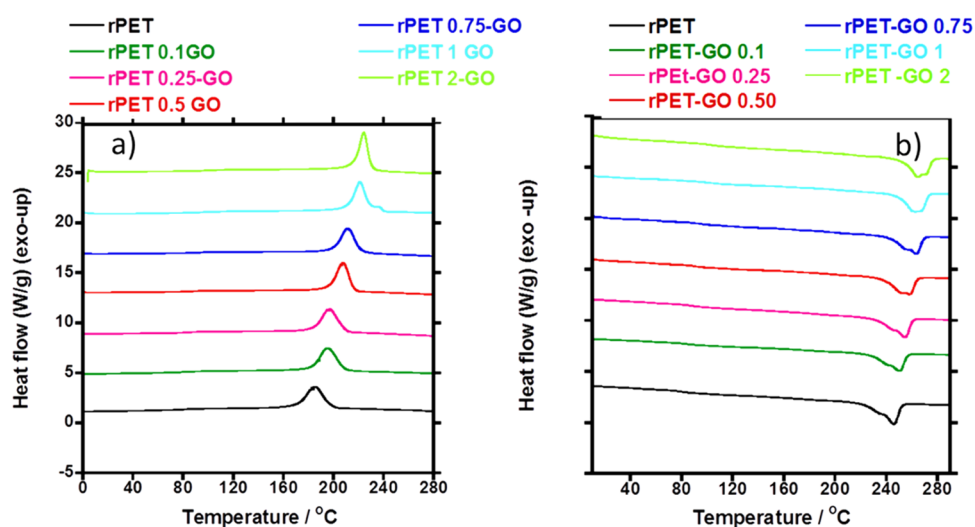 rPET
rPET 0.75-GO
rPET 0.1GO
rPET 1 GO
rPET 0.25-GO
rPET 2-GO
rPET 0.5 GO
a)
Heat flow (W/g) (exo-up)
30
25
20
15
10
5
0
-5
0 40 80 120 160 200 240 280
Temperature / °C
rPET
rPET-GO 0.75
rPET-GO 0.1
rPET-GO 1
rPEt-GO 0.25
rPET -GO 2
rPET-GO 0.50
b)
Heat flow (W/g) (exo -up)
40 80 120 160 200 240 280
Temperature / °C